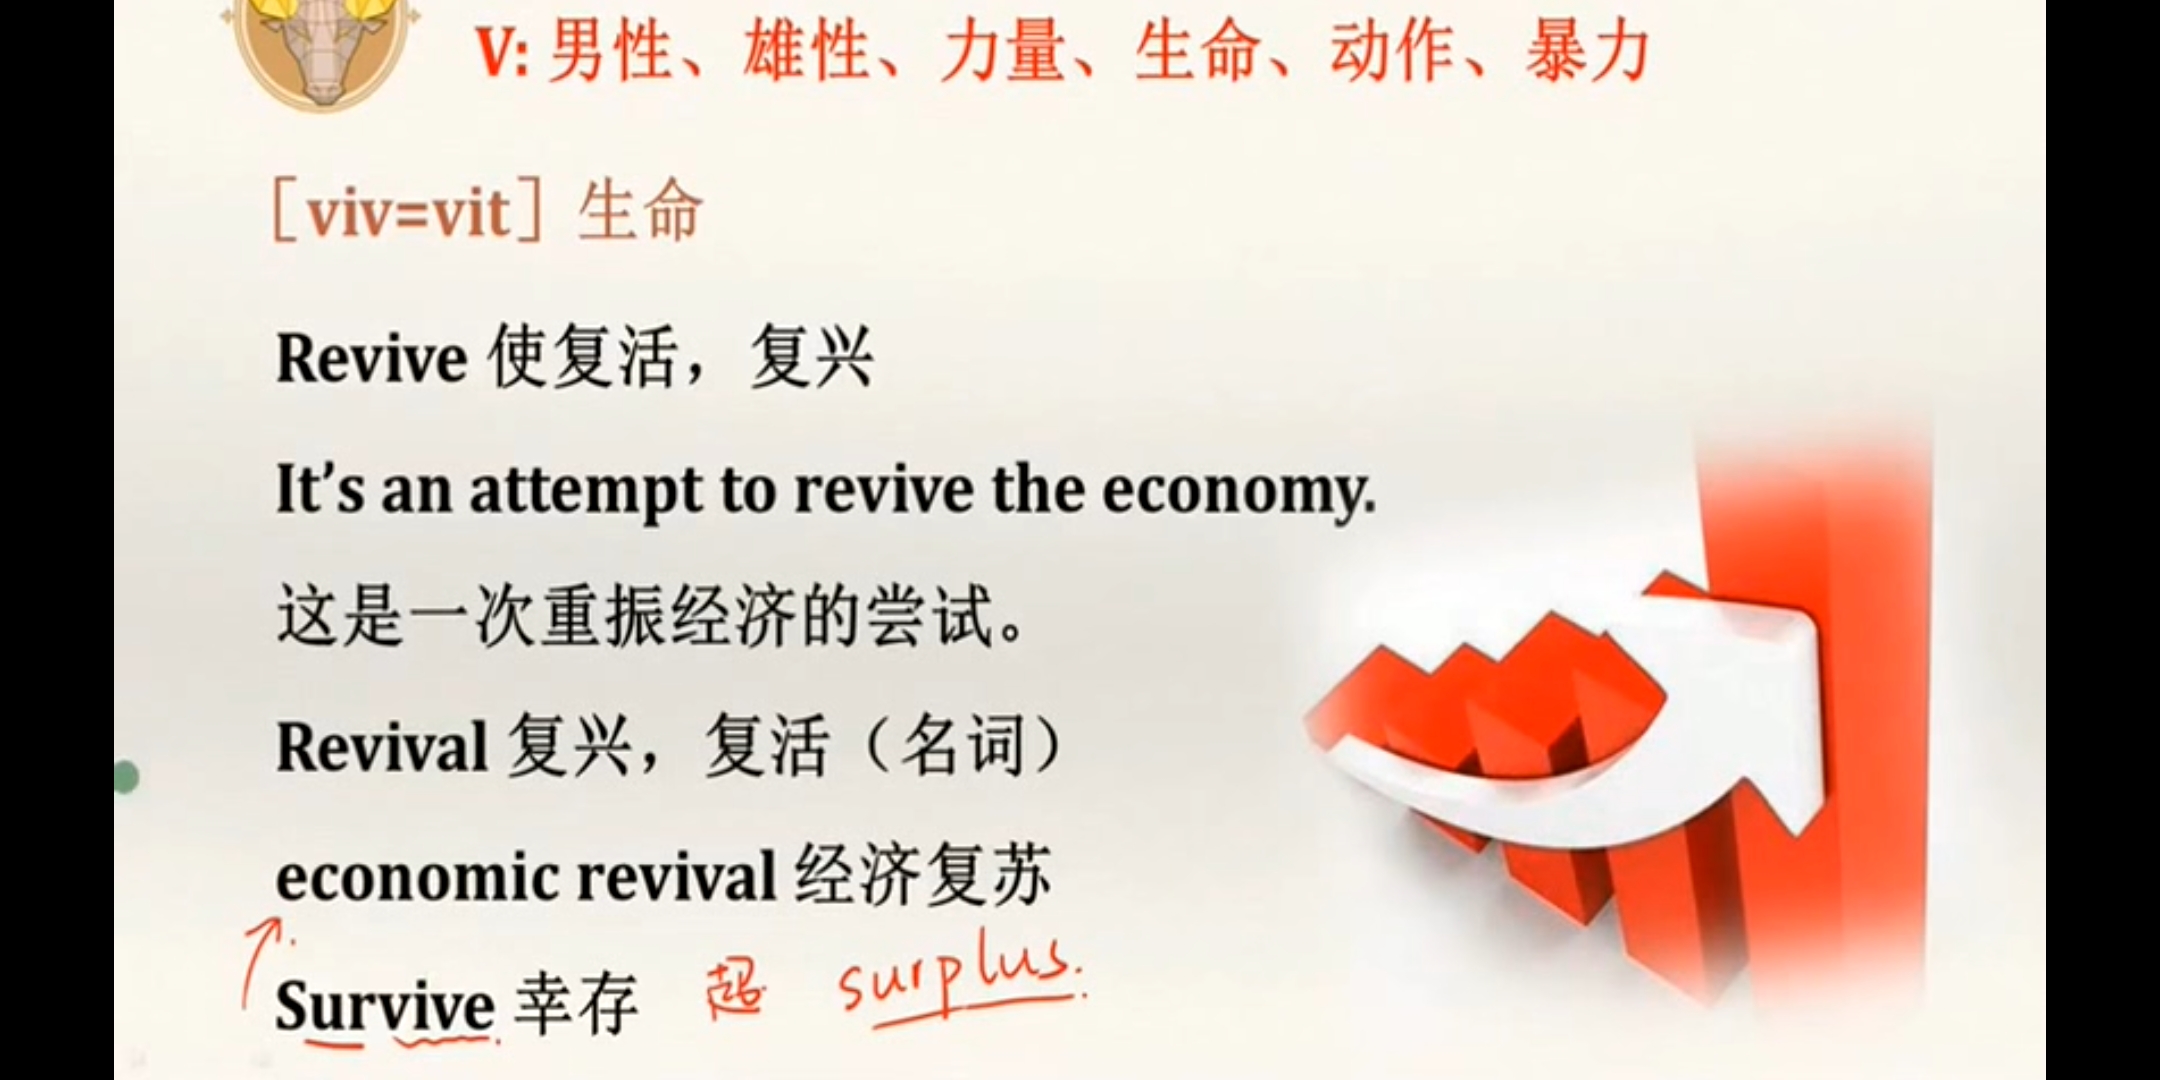 V: 男性、雄性、力量、生命、动作、暴力
［viv=vit］生命
Revive 使复活，复兴
It’s an attempt to revive the economy.
这是一次重振经济的尝试。
Revival 复兴，复活（名词）
economic revival 经济复苏
Survive 幸存 超 surplus.